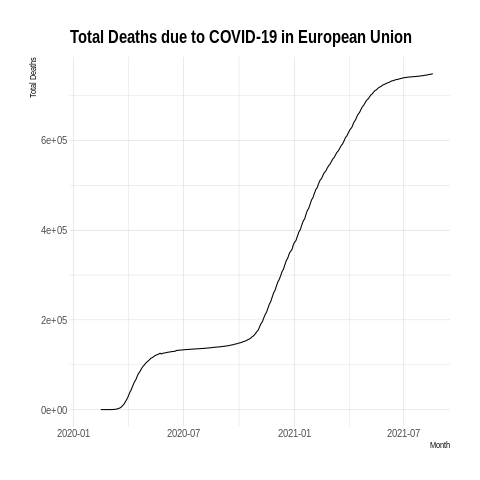 Total Deaths due to COVID-19 in European Union
Total Deaths
6e+05
4e+05
2e+05
0e+00
2020-01 2020-07 2021-01 2021-07
Month